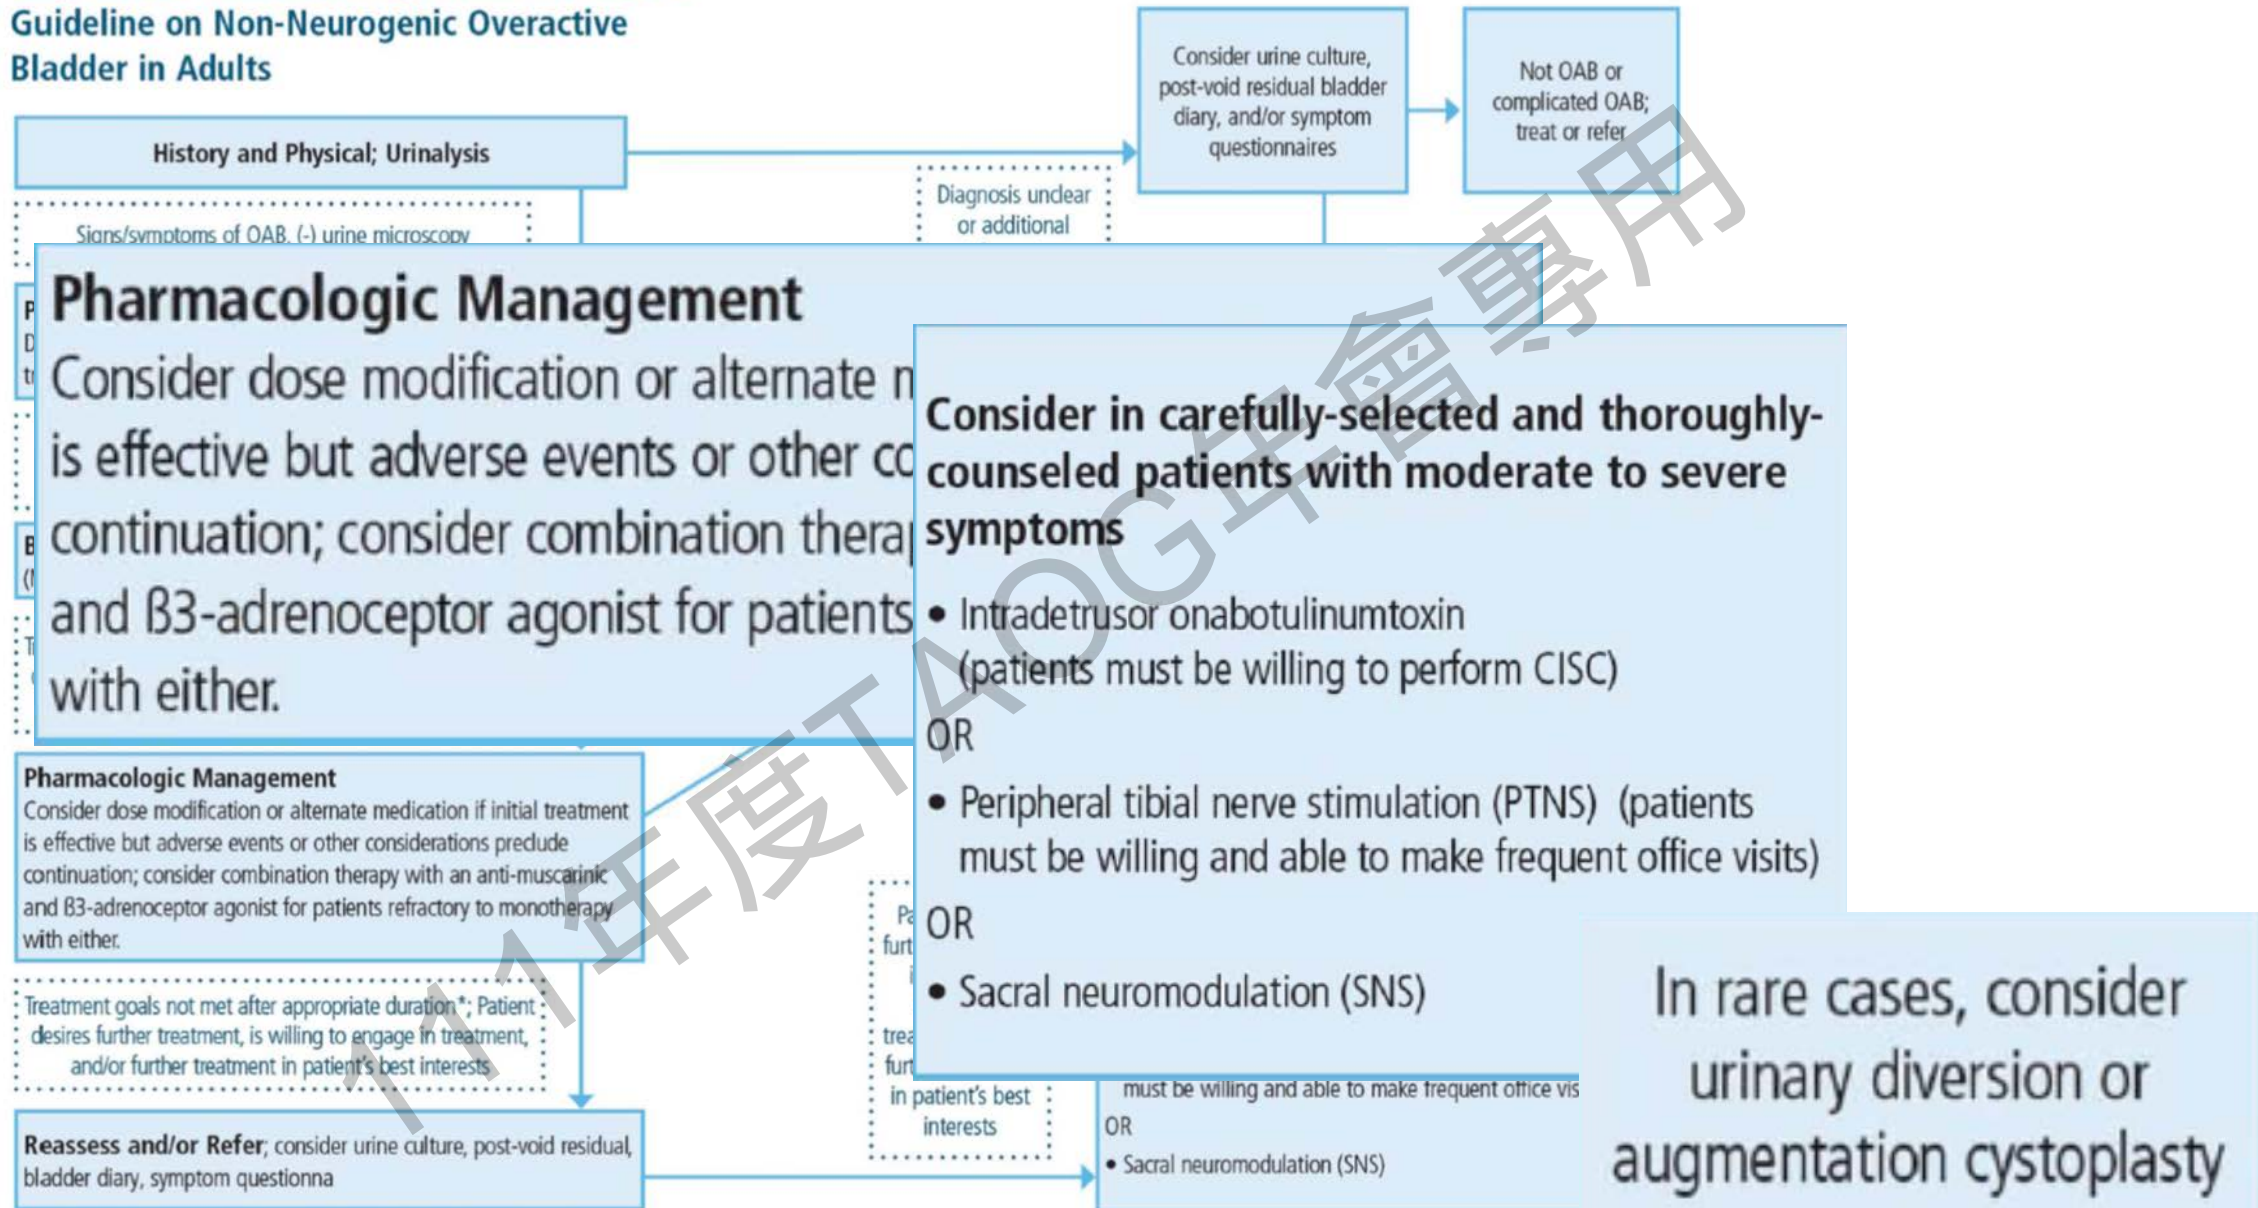 Guideline on Non-Neurogenic Overactive
Bladder in Adults
History and Physical; Urinalysis
Consider urine culture,
post-void residual bladder
diary, and/or symptom
questionnaires
Not OAB or
complicated OAB;
treat or refer
Diagnosis unclear
or additional
Signs/symptoms of OAB, (-) urine microscopy
Pharmacologic Management
Consider dose modification or alternate
is effective but adverse events or other
continuation; consider combination
and ß3-adrenoceptor agonist for patients
with either.
Consider in carefully-selected and thoroughly-
counseled patients with moderate to severe
symptoms
• Intradetrusor onabotulinumtoxin
(patients must be willing to perform CISC)
OR
• Peripheral tibial nerve stimulation (PTNS) (patients
must be willing and able to make frequent office visits)
OR
• Sacral neuromodulation (SNS)
Pharmacologic Management
Consider dose modification or alternate medication if initial treatment
is effective but adverse events or other considerations preclude
continuation; consider combination therapy with an anti-muscarinic
and ß3-adrenoceptor agonist for patients refractory to monotherapy
with either.
Treatment goals not met after appropriate duration*; Patient
desires further treatment, is willing to engage in treatment,
and/or further treatment in patient's best interests
Reassess and/or Refer; consider urine culture, post-void residual,
bladder diary, symptom questionna
in patient's best
interests
must be willing and able to make frequent office
OR
• Sacral neuromodulation (SNS)
In rare cases, consider
urinary diversion or
augmentation cystoplasty
111年度TAOG年會專用